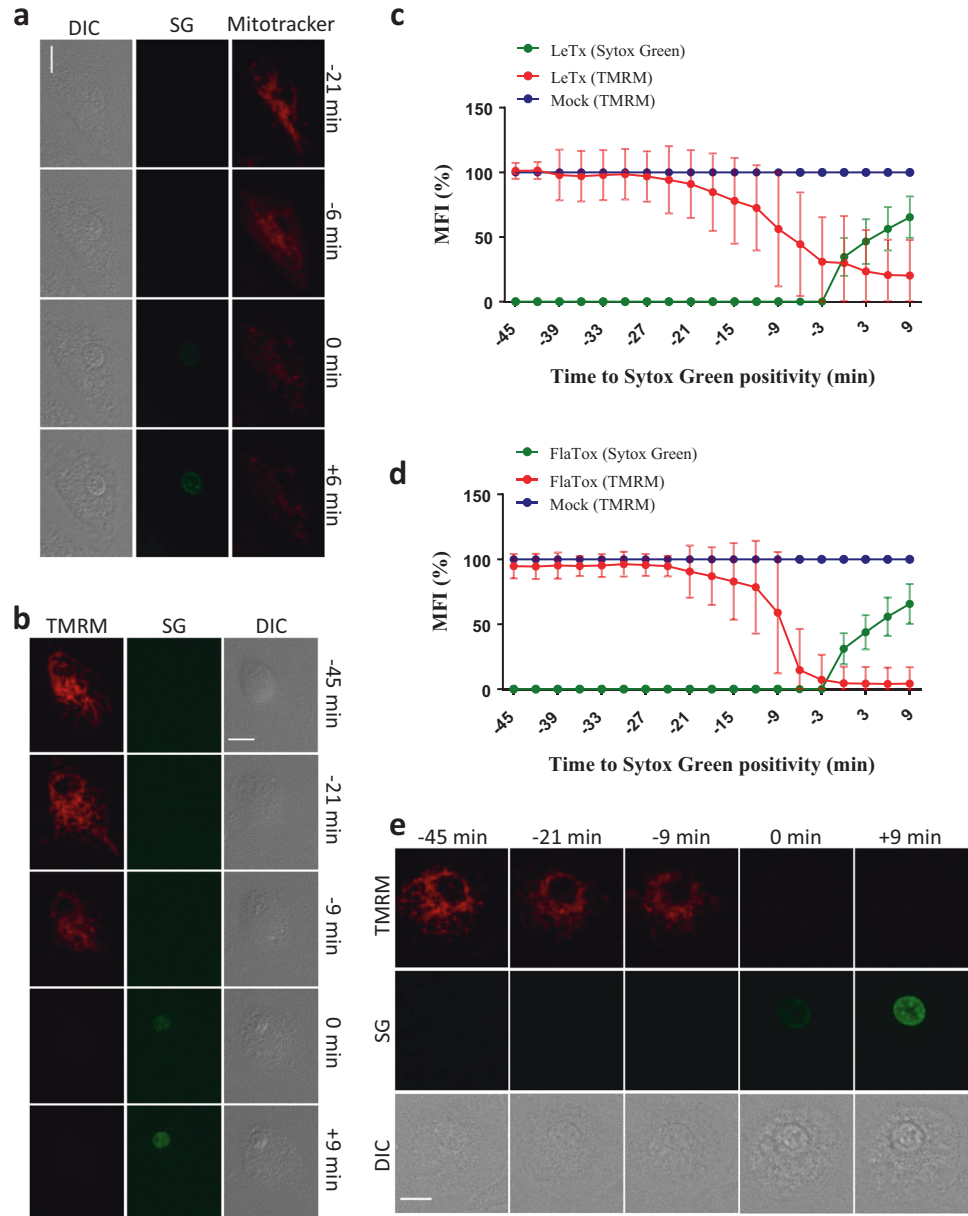 a
DIC SG Mitotracker
-21 min
-6 min
0 min
+6 min
b
TMRM SG DIC
-45 min
-21 min
-9 min
0 min
+9 min
c
LeTx (Sytox Green)
LeTx (TMRM)
Mock (TMRM)
MFI (%)
150
100
50
0
-45 -39 -33 -27 -21 -15 -9 -3 3 9
Time to Sytox Green positivity (min)
d
FlaTox (Sytox Green)
FlaTox (TMRM)
Mock (TMRM)
MFI (%)
150
100
50
0
-45 -39 -33 -27 -21 -15 -9 -3 3 9
Time to Sytox Green positivity (min)
e
-45 min -21 min -9 min 0 min +9 min
TMRM
SG
DIC